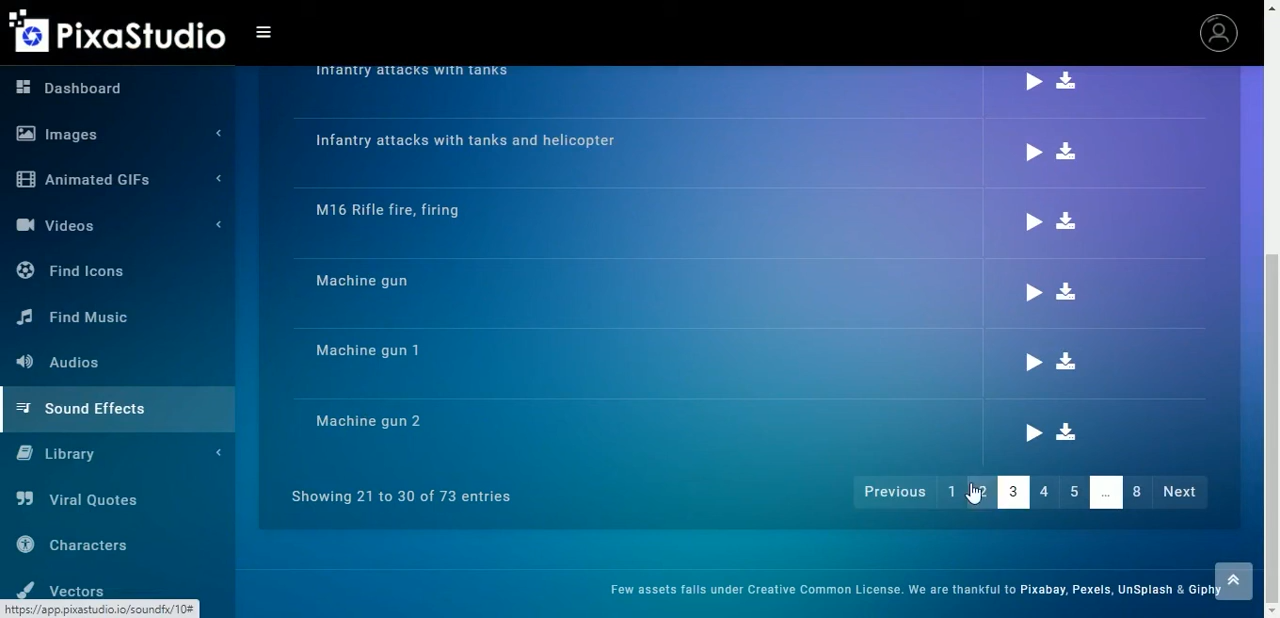 PixaStudio
Dashboard
Images
Animated GIFs
Videos
Find Icons
Find Music
Audios
Sound Effects
Library
Viral Quotes
Characters
Vectors
Infantry attacks with tanks
Infantry attacks with tanks and helicopter
M16 Rifle fire, firing
Machine gun
Machine gun 1
Machine gun 2
Showing 21 to 30 of 73 entries
Previous 1 2 3 4 5 ... 8 Next
Few assets falls under Creative Common License. We are thankful to Pixabay, Pexels, UnSplash & Giphy
https://app.pixastudio.io/soundfx/10#